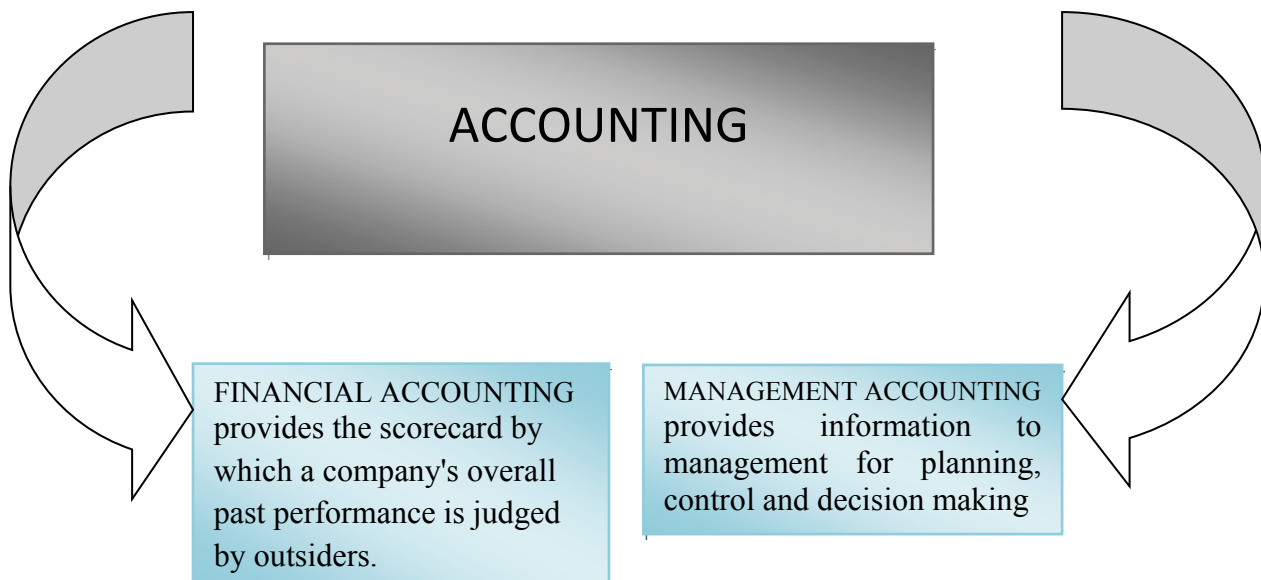 ACCOUNTING
FINANCIAL ACCOUNTING
provides the scorecard by
which a company's overall
past performance is judged
by outsiders.
MANAGEMENT ACCOUNTING
provides information to
management for planning,
control and decision making